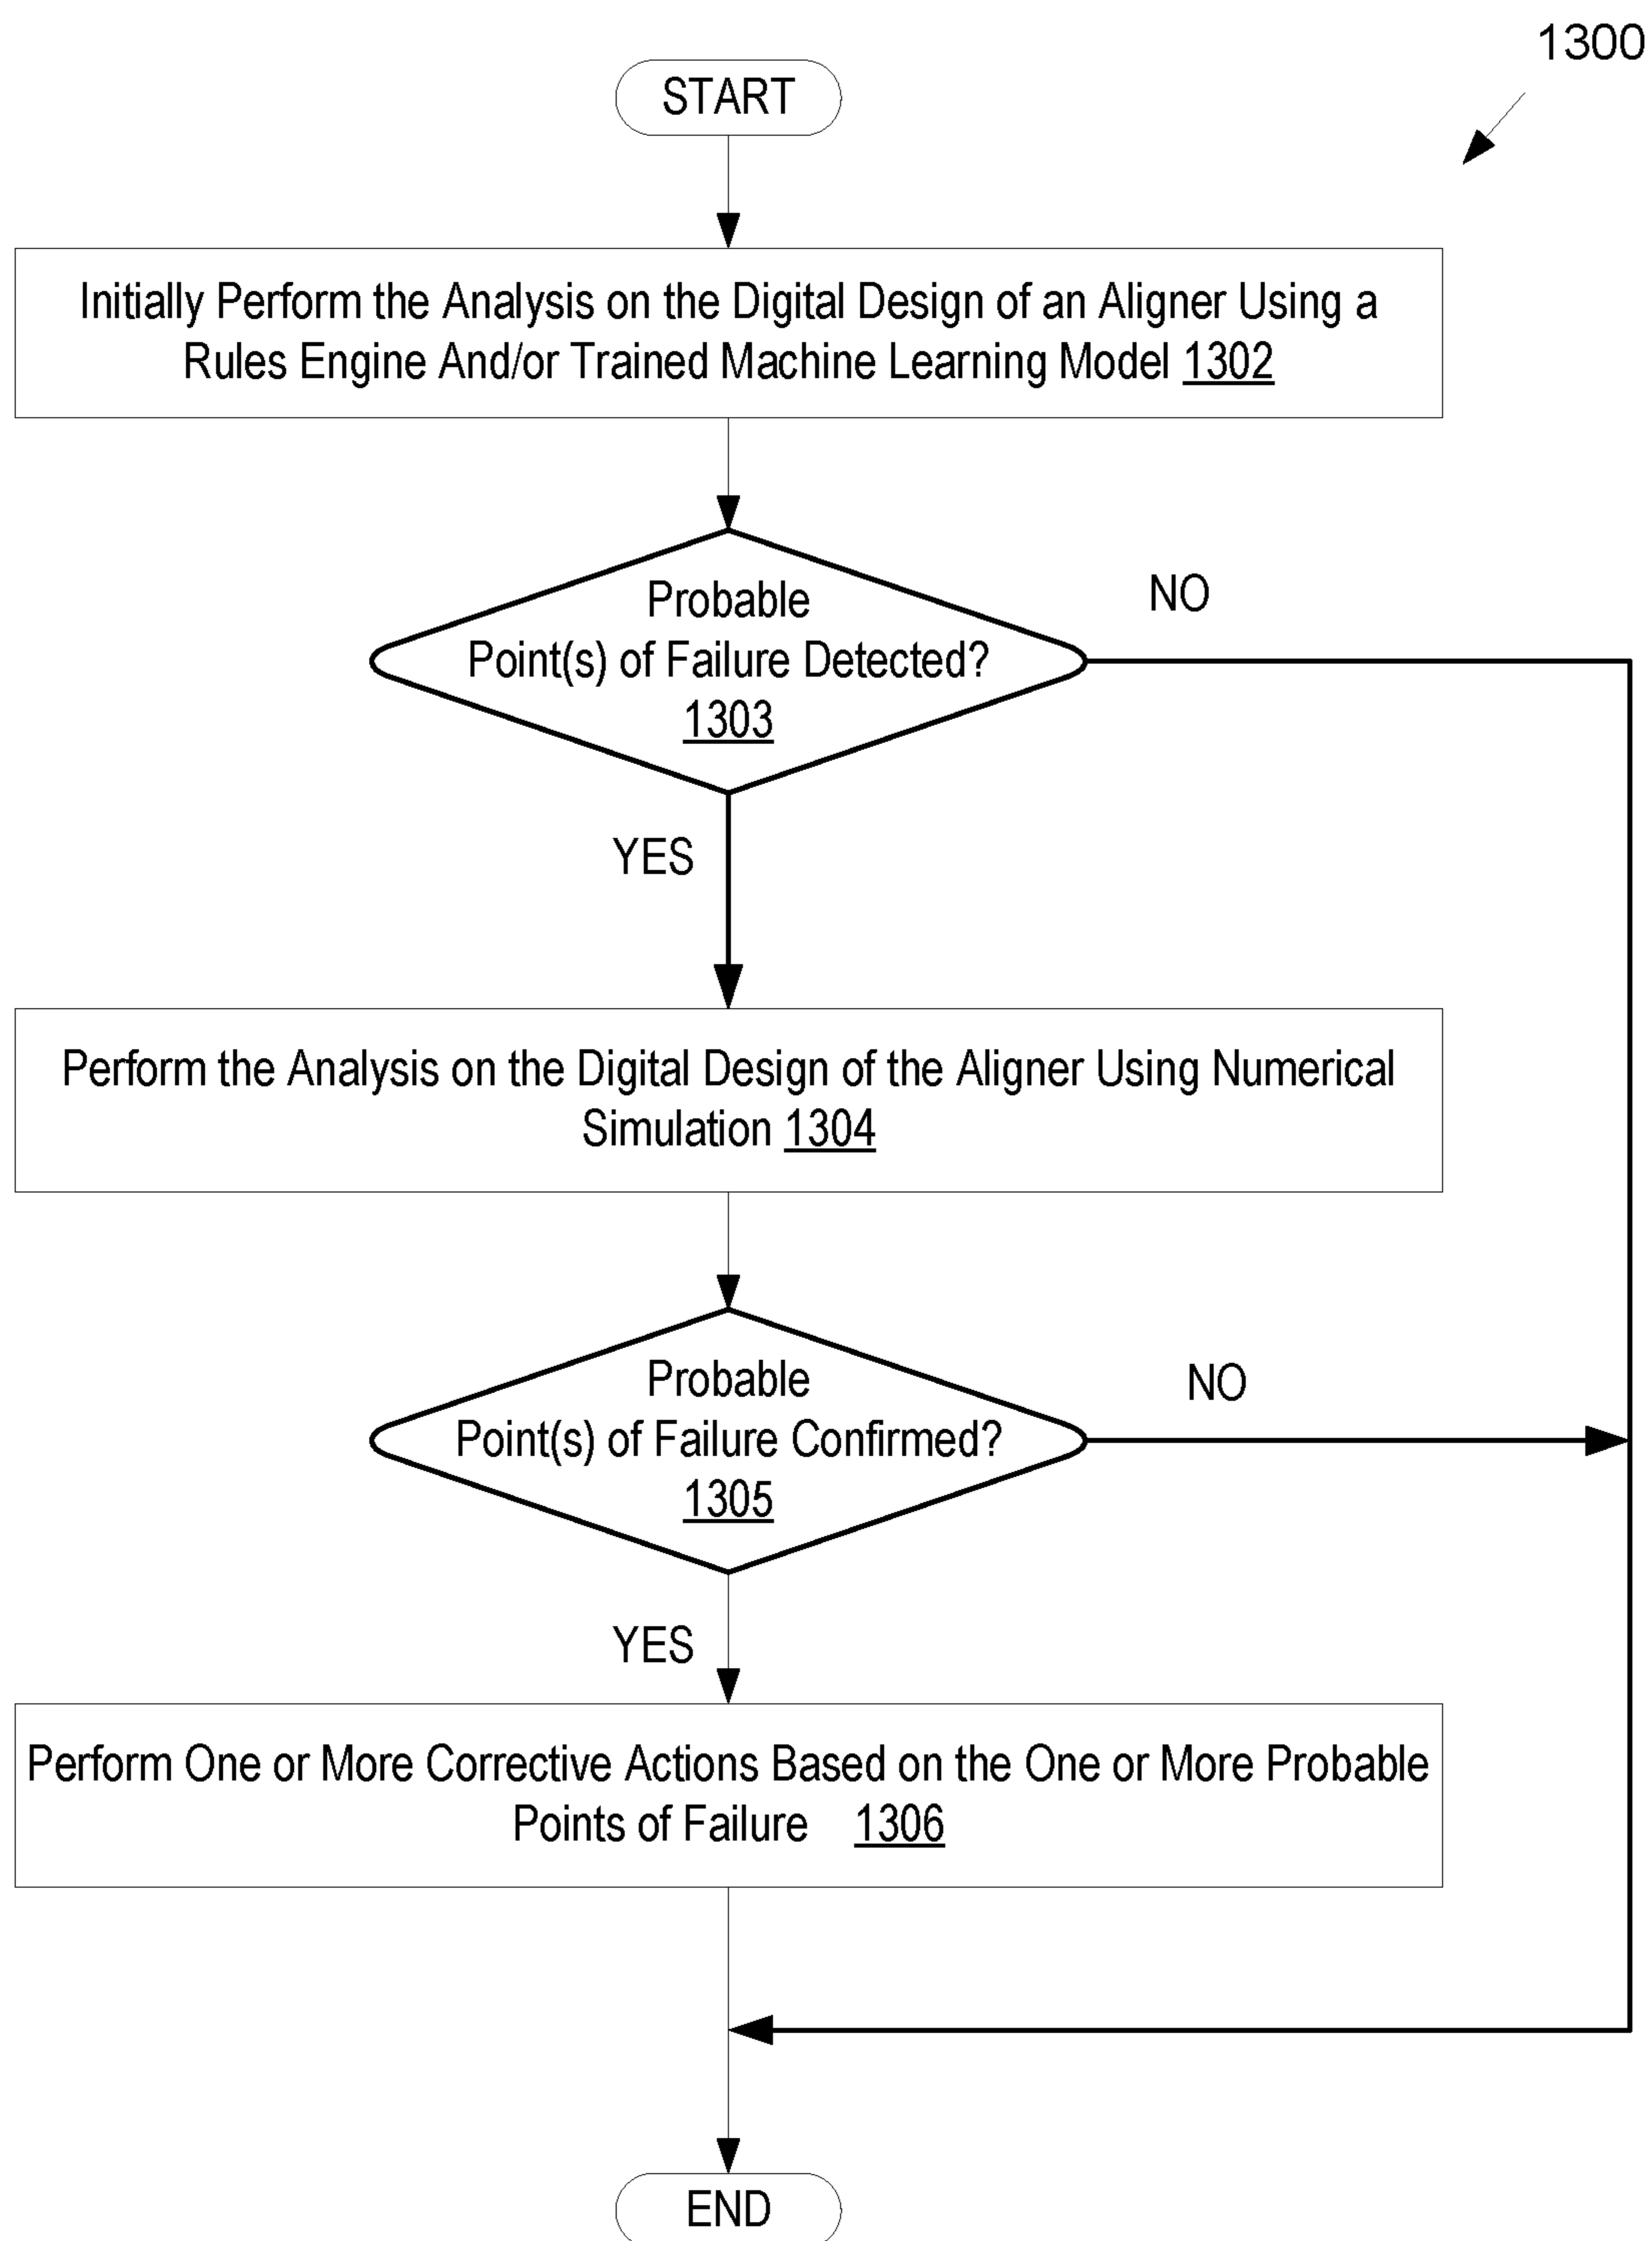 1300
START
Initially Perform the Analysis on the Digital Design of an Aligner Using a
Rules Engine And/or Trained Machine Learning Model 1302
Probable
Point(s) of Failure Detected?
1303
NO
YES
Perform the Analysis on the Digital Design of the Aligner Using Numerical
Simulation 1304
Probable
Point(s) of Failure Confirmed?
1305
NO
YES
Perform One or More Corrective Actions Based on the One or More Probable
Points of Failure 1306
END